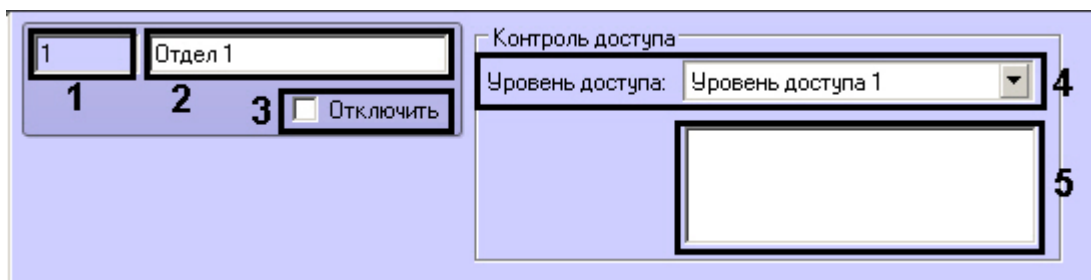 Контроль доступа
1 Отдел 1
Уровень доступа: Уровень доступа 1 4
1 2
3 Отключить
5